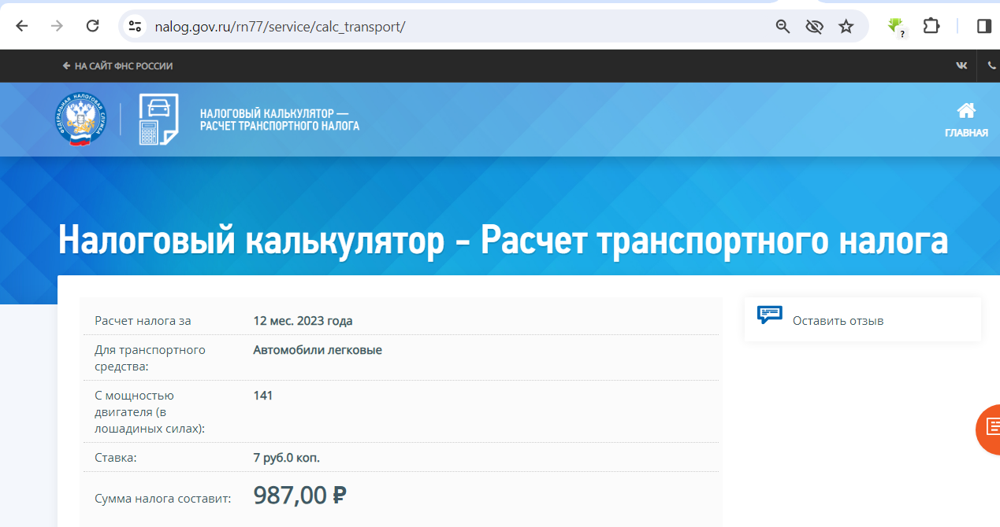 nalog.gov.ru/rn77/service/calc_transport/
?
НА САЙТ ФНС РОССИИ
ФЕДЕРАЛЬНАЯ НАЛОГОВАЯ СЛУЖБА
НАЛОГОВЫЙ КАЛЬКУЛЯТОР —
РАСЧЕТ ТРАНСПОРТНОГО НАЛОГА
ГЛАВНАЯ
Налоговый калькулятор - Расчет транспортного налога
Расчет налога за 12 мес. 2023 года
Для транспортного Автомобили легковые
средства:
С мощностью 141
двигателя (в
лошадиных силах):
Ставка: 7 руб.0 коп.
Сумма налога составит: 987,00 ₽
Оставить отзыв